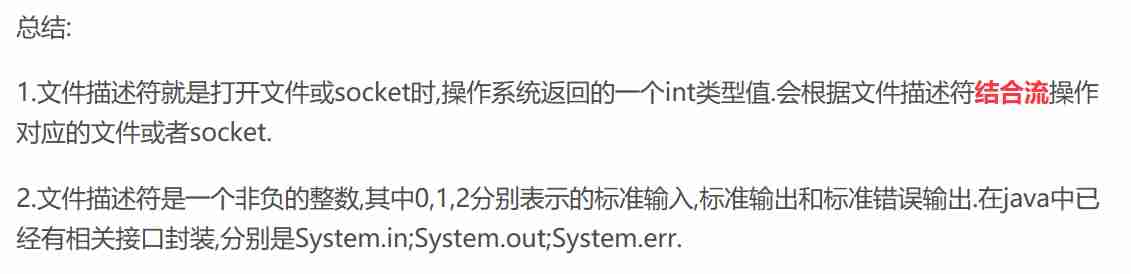 总结:
1.文件描述符就是打开文件或socket时,操作系统返回的一个int类型值.会根据文件描述符结合流操作
对应的文件或者socket.
2.文件描述符是一个非负的整数,其中0,1,2分别表示的标准输入,标准输出和标准错误输出.在java中已
经有相关接口封装,分别是System.in;System.out;System.err.